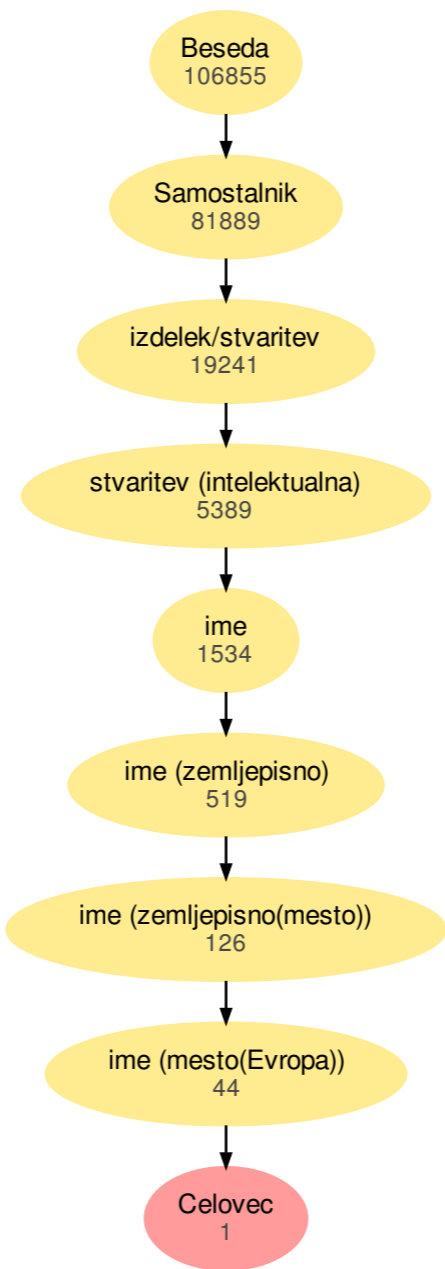 Beseda
106855
Samostalnik
81889
izdelek/stvaritev
19241
stvaritev (intelektualna)
5389
ime
1534
ime (zemljepisno)
519
ime (zemljepisno(mesto))
126
ime (mesto(Evropa))
44
Celovec
1